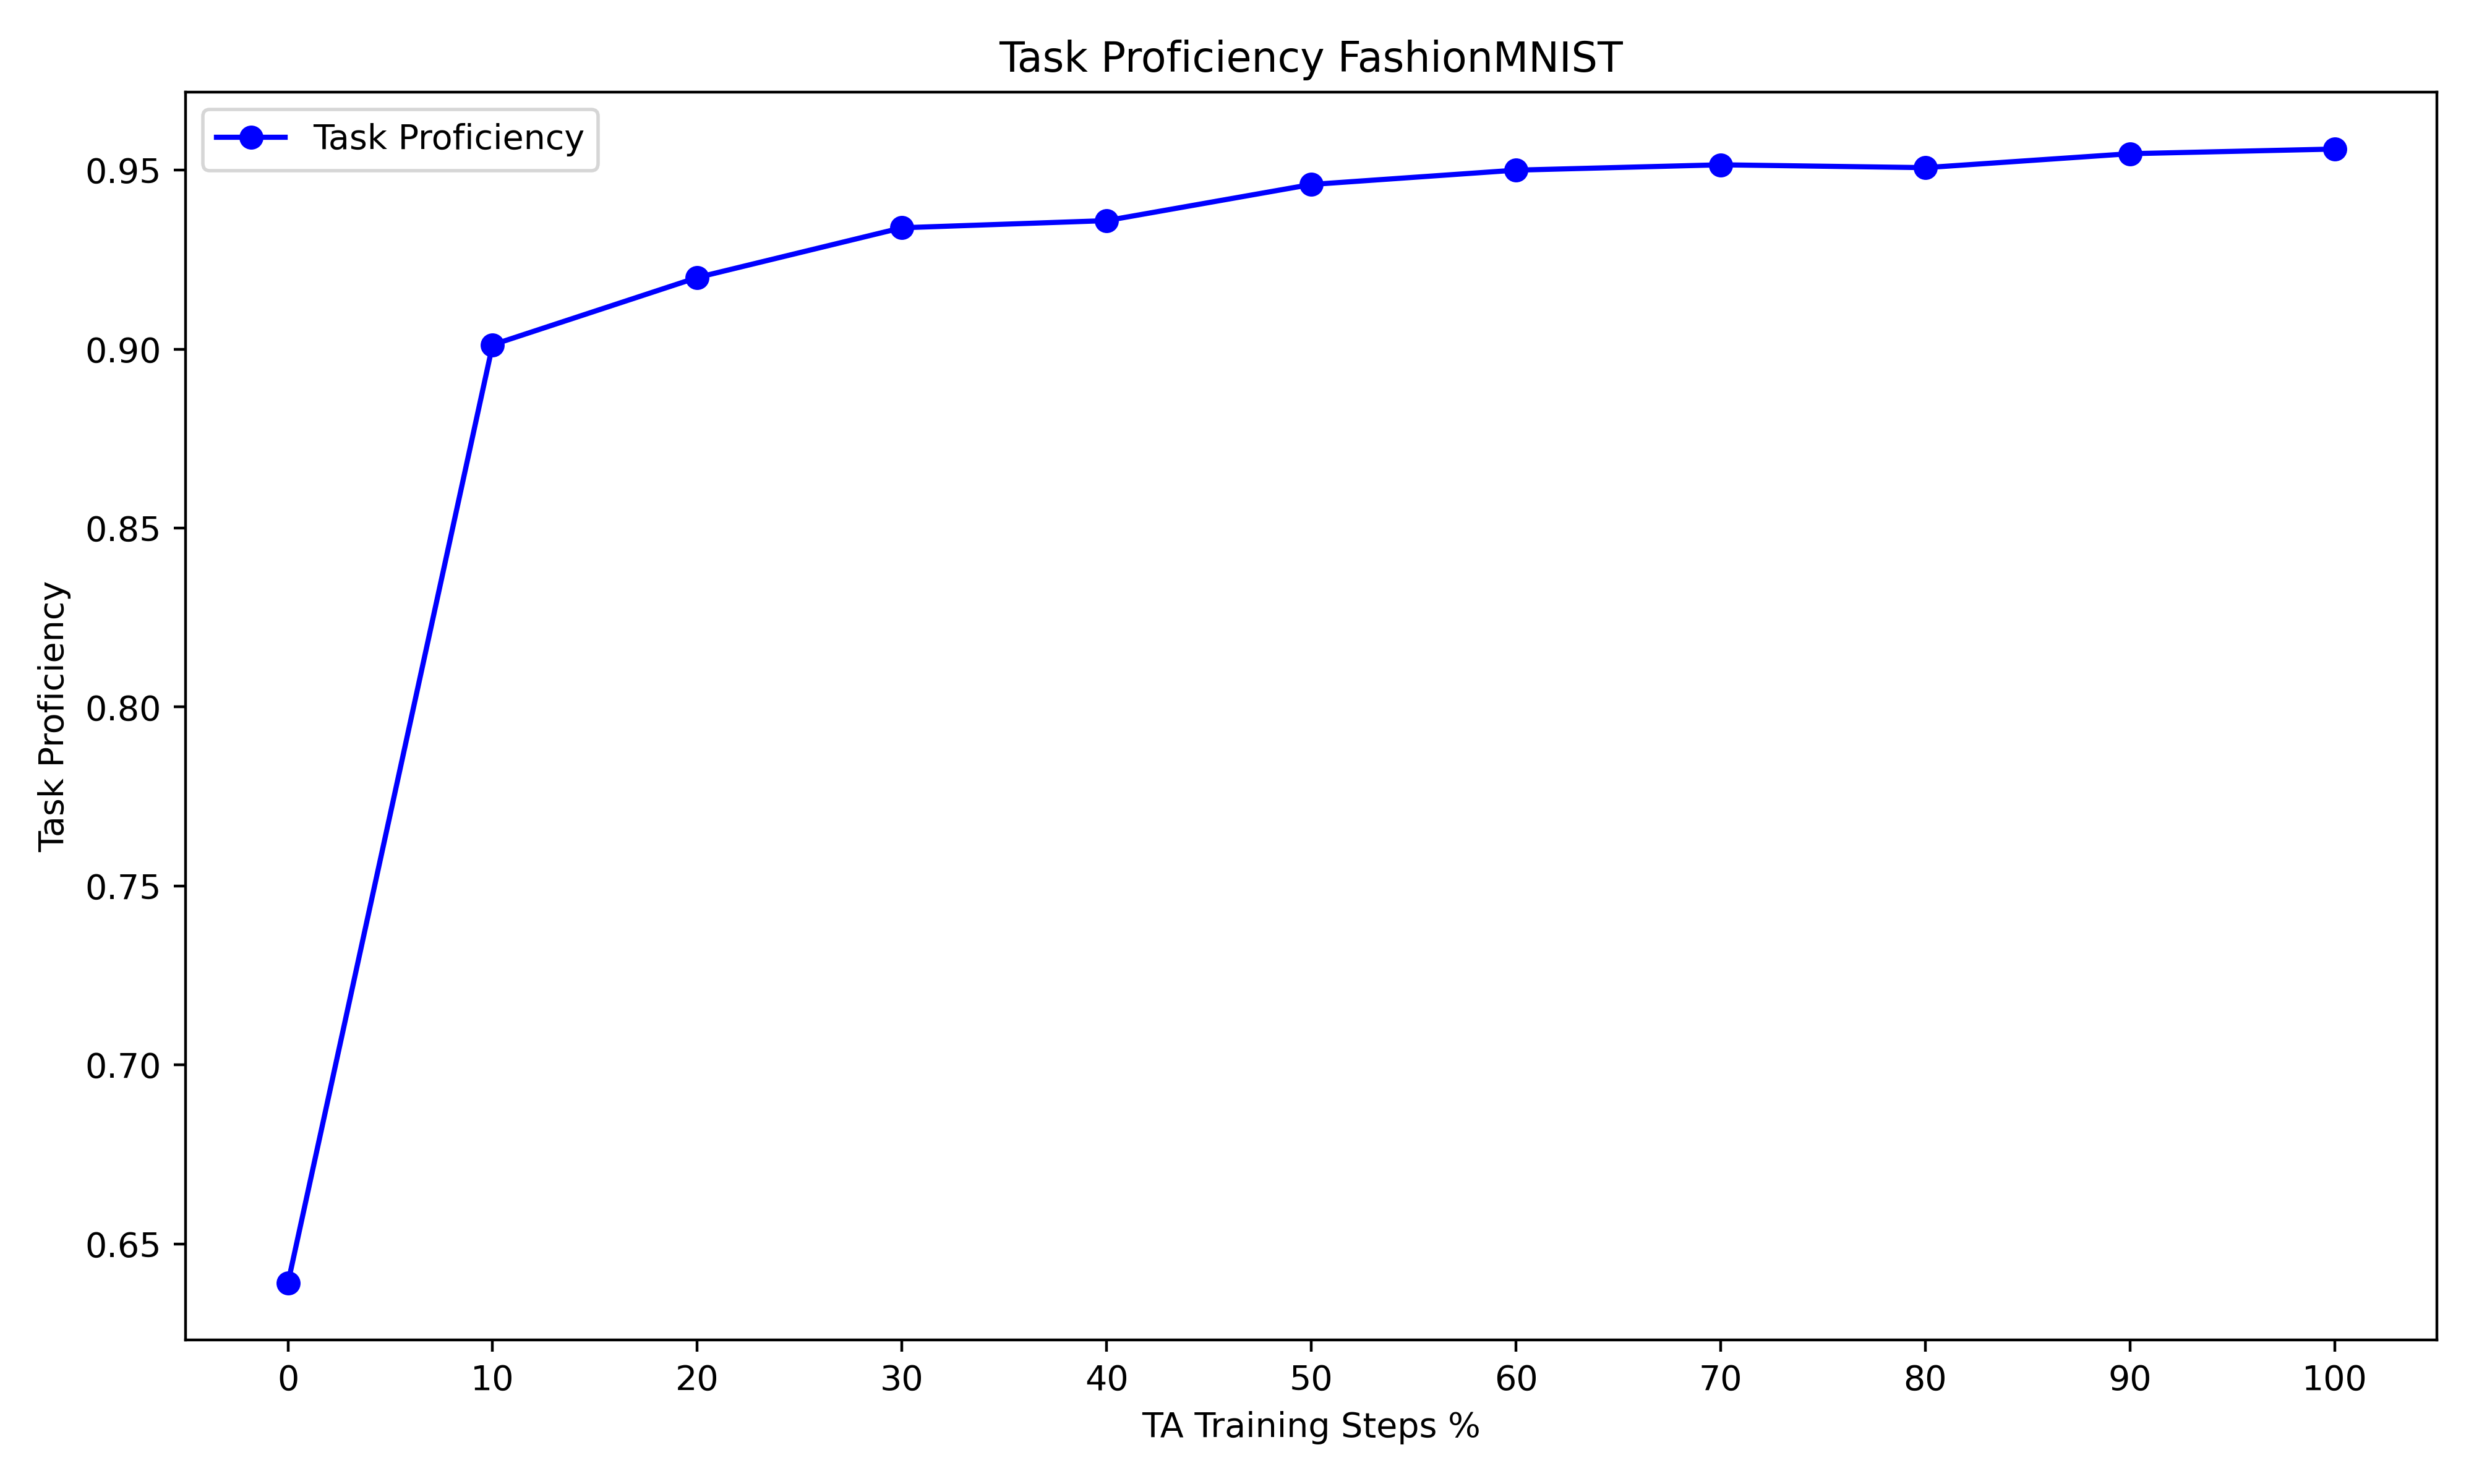 Task Proficiency FashionMNIST
Task Proficiency
0.95
0.90
0.85
0.80
0.75
0.70
0.65
Task Proficiency
0 10 20 30 40 50 60 70 80 90 100
TA Training Steps %